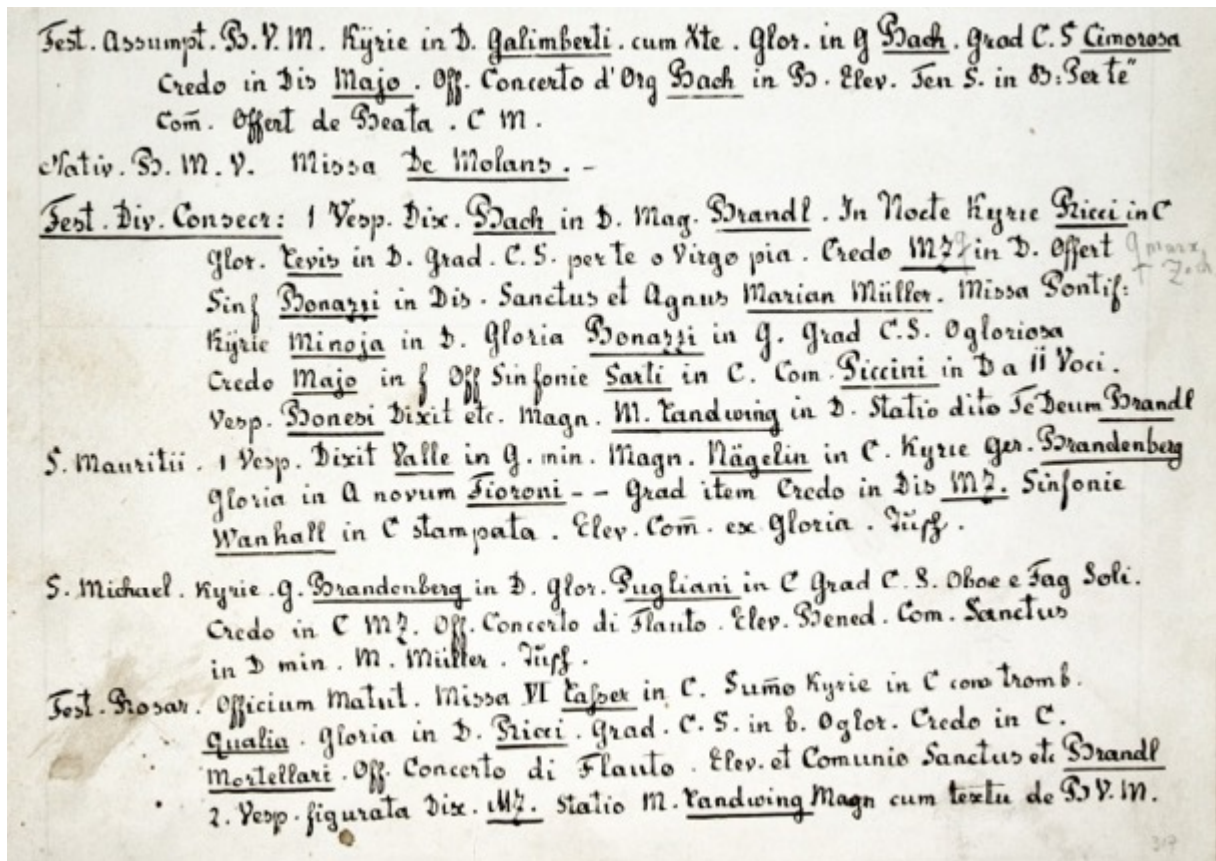 Fest. Assumpt. B. V. M. Kÿrie in D. Galimberti. cum Xte. Glor. in g Bach. Grad C. S Cimorosa
Credo in Dis Majo. Off. Concerto d'Org Bach in B. Elev. Ten S. in B: Per te"
Com̄. Offert de Beata. C M.
Nativ. B. M. V. Missa De Molans. -
Fest. Div. Consecr: 1 Vesp. Dix. Bach in D. Mag. Brandl. In Nocte Kyrie Ricci in C
Glor. Levis in D. Grad. C. S. per te o Virgo pia. Credo MZ in D. Offert
Sinf Bonazzi in Dis. Sanctus et Agnus Marian Müller. Missa Pontif:
Kÿrie Minoja in D. Gloria Bonazzi in G. Grad C. S. O gloriosa
Credo Majo in f Off Sinfonie Sarti in C. Com. Piccini in D a II Voci.
Vesp. Bonesi Dixit etc. Magn. M. Landwing in D. Statio dito Te Deum Brandl
S. Mauritii. 1 Vesp. Dixit Valle in G. min. Magn. Nägelin in C. Kyrie Ger. Brandenberg
Gloria in A novum Fioroni - - Grad item Credo in Dis MZ. Sinfonie
Wanhall in C stampata. Elev. Com̄. ex Gloria.
S. Michael. Kyrie. G. Brandenberg in D. Glor. Pugliani in C Grad C. S. Oboe e Fag Soli.
Credo in C MZ. Off. Concerto di Flauto. Elev. Bened. Com. Sanctus
in D min. M. Müller.
Fest. Rosar. Officium Matut. Missa VI Lasser in C. Sum̄o Kyrie in C con tromb.
Qualia. Gloria in D. Ricci. Grad. C. S. in b. O glor. Credo in C.
Mortellari. Off. Concerto di Flauto. Elev. et Comunio Sanctus etc Brandl
2. Vesp. figurata Dix. MZ. Statio M. Landwing Magn cum textu de B V. M.
317